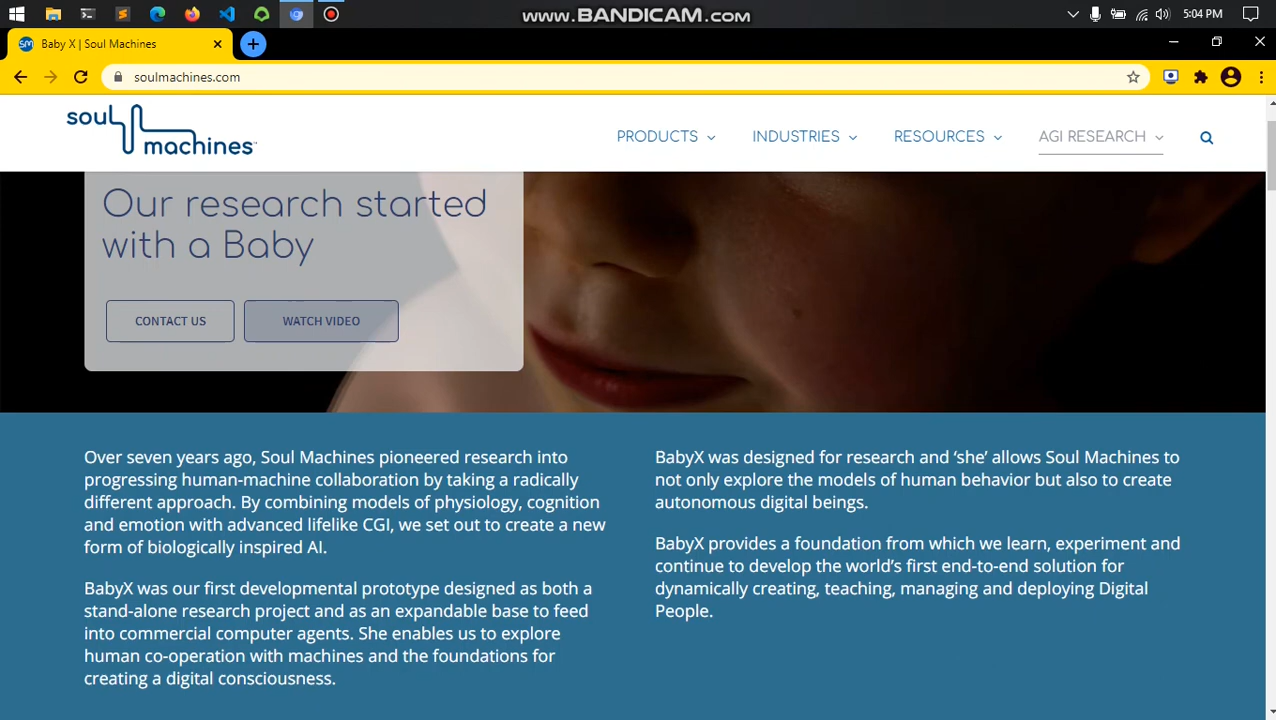 www.BANDICAM.com
5:04 PM
Baby X | Soul Machines
soulmachines.com
soul machines
PRODUCTS
INDUSTRIES
RESOURCES
AGI RESEARCH
Our research started
with a Baby
CONTACT US
WATCH VIDEO
Over seven years ago, Soul Machines pioneered research into
progressing human-machine collaboration by taking a radically
different approach. By combining models of physiology, cognition
and emotion with advanced lifelike CGI, we set out to create a new
form of biologically inspired AI.
BabyX was our first developmental prototype designed as both a
stand-alone research project and as an expandable base to feed
into commercial computer agents. She enables us to explore
human co-operation with machines and the foundations for
creating a digital consciousness.
BabyX was designed for research and ‘she’ allows Soul Machines to
not only explore the models of human behavior but also to create
autonomous digital beings.
BabyX provides a foundation from which we learn, experiment and
continue to develop the world’s first end-to-end solution for
dynamically creating, teaching, managing and deploying Digital
People.